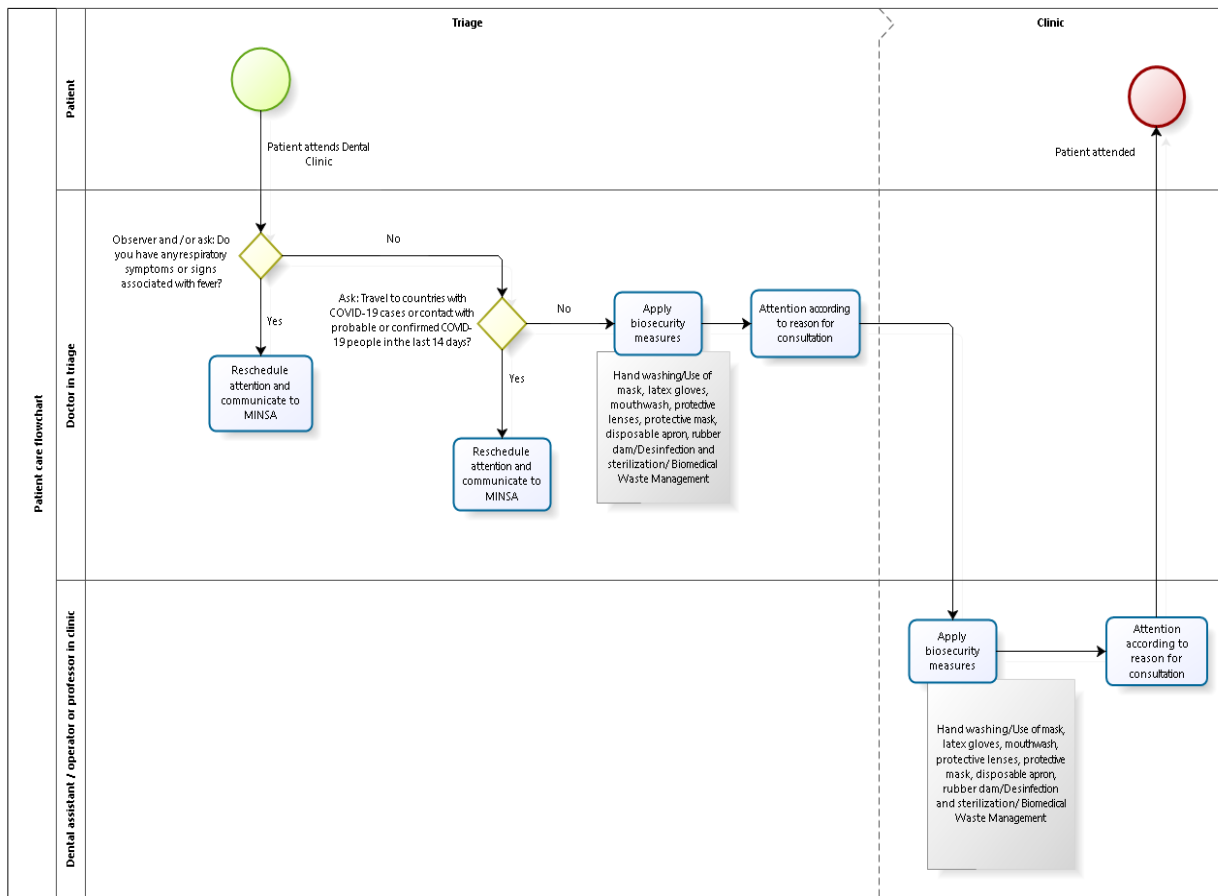 Triage
Clinic
Patient care flowchart
Patient
Patient attends Dental
Clinic
Patient attended
Doctor in triage
Observer and /or ask: Do
you have any respiratory
symptoms or signs
associated with fever?
No
Yes
Reschedule
attention and
communicate to
MINSA
Ask: Travel to countries with
COVID-19 cases or contact with
probable or confirmed COVID-
19 people in the last 14 days?
No
Yes
Reschedule
attention and
communicate to
MINSA
Apply
biosecurity
measures
Hand washing/Use of
mask, latex gloves,
mouthwash, protective
lenses, protective mask,
disposable apron, rubber
dam/Desinfection and
sterilization/ Biomedical
Waste Management
Attention according
to reason for
consultation
Dental assistant / operator or professor in clinic
Apply
biosecurity
measures
Hand washing/Use of mask,
latex gloves, mouthwash,
protective lenses, protective
mask, disposable apron,
rubber dam/Desinfection
and sterilization/ Biomedical
Waste Management
Attention
according to
reason for
consultation